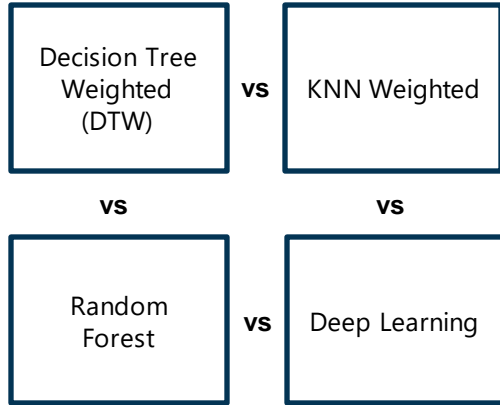 Decision Tree
Weighted
(DTW)
vs
KNN Weighted
vs
vs
Random
Forest
vs
Deep Learning